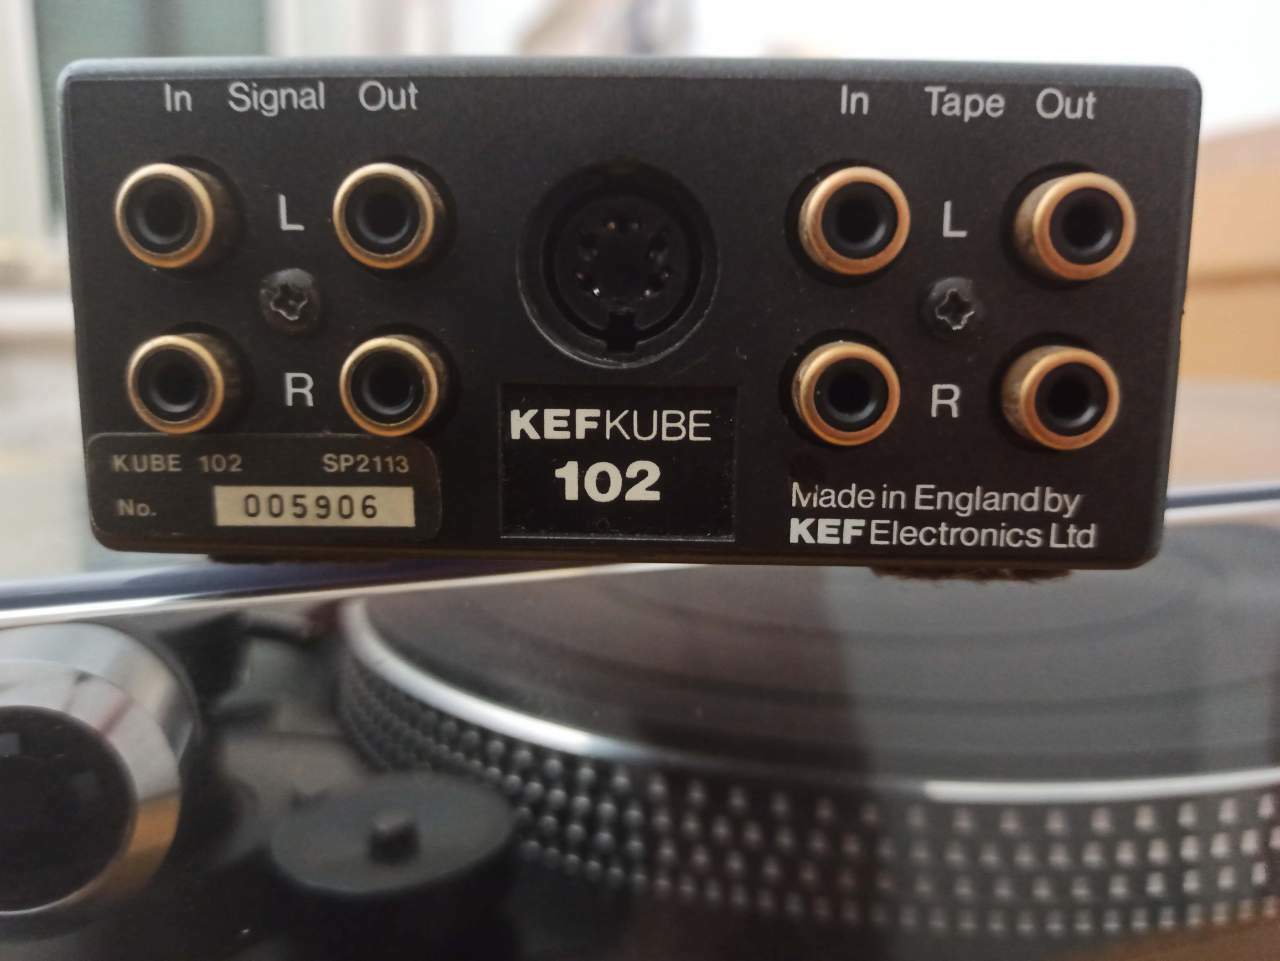 In Signal Out
In Tape Out
L
L
R
R
KEFKUBE
102
KUBE 102 SP2113
No. 005906
Made in England by
KEF Electronics Ltd